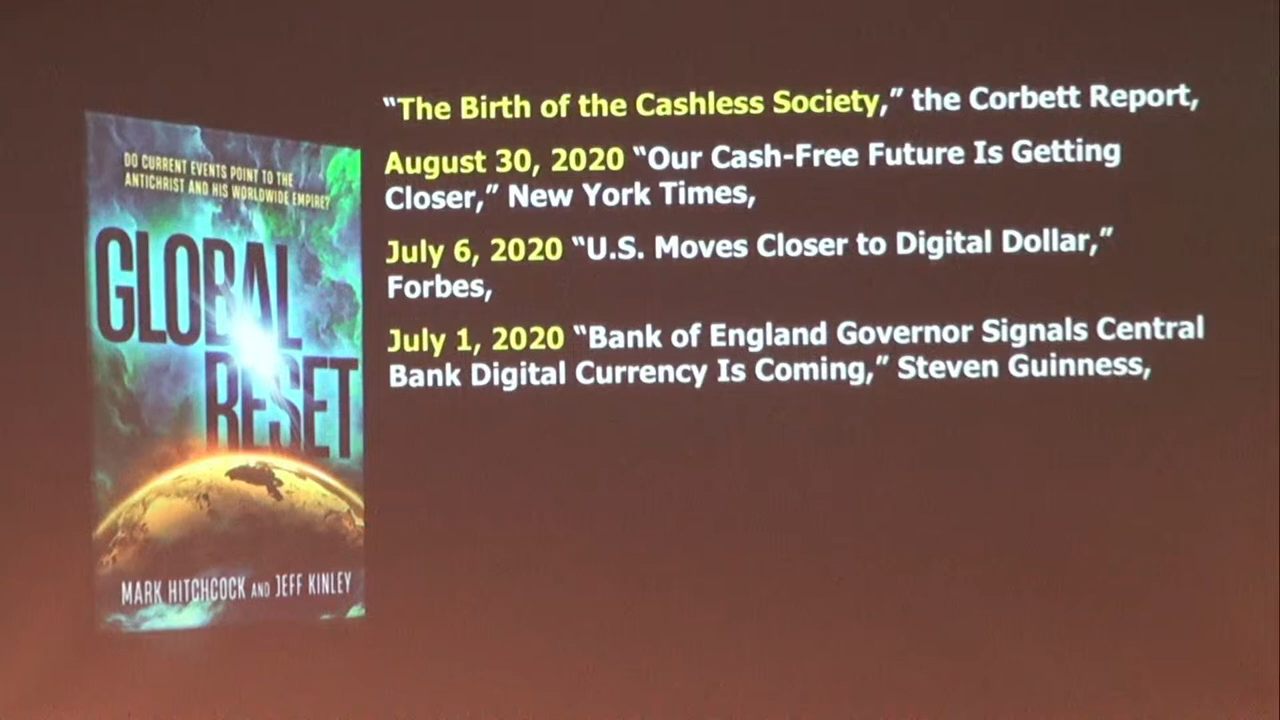 DO CURRENT EVENTS POINT TO THE
ANTICHRIST AND HIS WORLDWIDE EMPIRE?
GLOBAL
RESET
MARK HITCHCOCK AND JEFF KINLEY
“The Birth of the Cashless Society,” the Corbett Report,
August 30, 2020 “Our Cash-Free Future Is Getting
Closer,” New York Times,
July 6, 2020 “U.S. Moves Closer to Digital Dollar,”
Forbes,
July 1, 2020 “Bank of England Governor Signals Central
Bank Digital Currency Is Coming,” Steven Guinness,